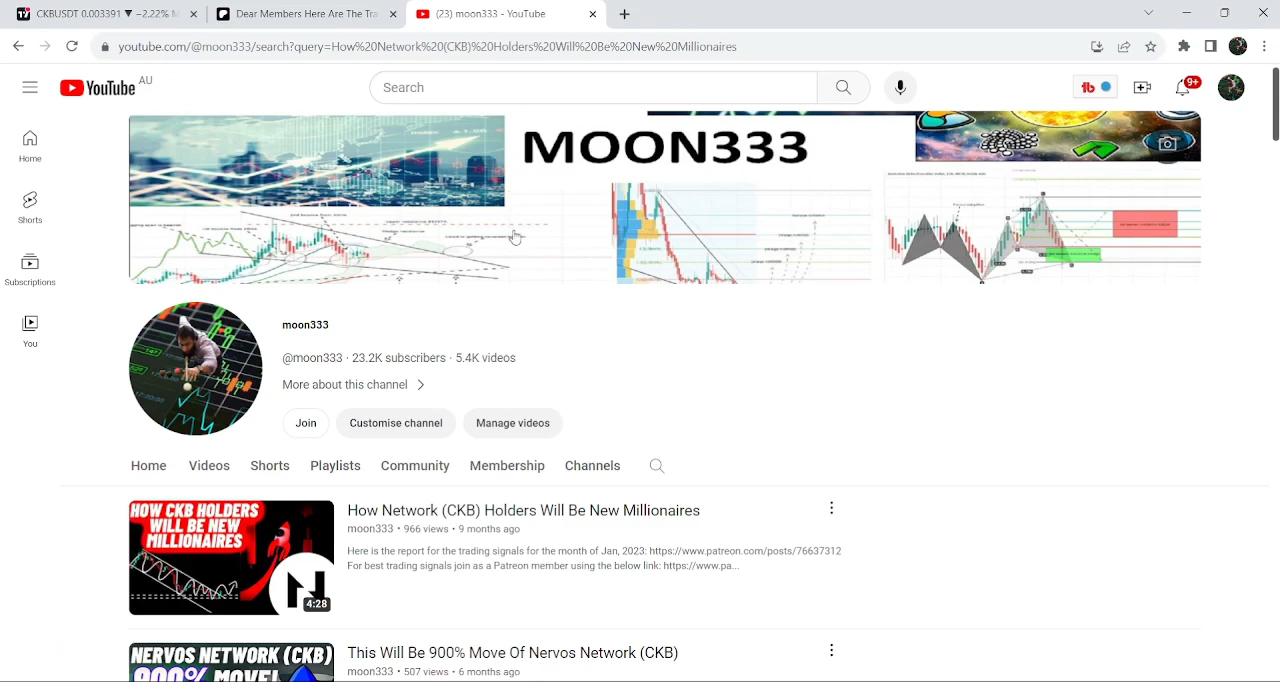 CKBUSDT 0.003391 ▼ −2.22%
Dear Members Here Are The Tra
(23) moon333 - YouTube
youtube.com/@moon333/search?query=How%20Network%20(CKB)%20Holders%20Will%20Be%20New%20Millionaires
YouTube AU
Search
9+
MOON333
Home
Shorts
Subscriptions
You
moon333
@moon333 · 23.2K subscribers · 5.4K videos
More about this channel
Join
Customise channel
Manage videos
Home
Videos
Shorts
Playlists
Community
Membership
Channels
HOW CKB HOLDERS
WILL BE NEW
MILLIONAIRES
4:28
How Network (CKB) Holders Will Be New Millionaires
moon333 • 966 views • 9 months ago
Here is the report for the trading signals for the month of Jan, 2023: https://www.patreon.com/posts/76637312
For best trading signals join as a Patreon member using the below link: https://www.pa...
NERVOS NETWORK (CKB)
900% MOVE!
This Will Be 900% Move Of Nervos Network (CKB)
moon333 • 507 views • 6 months ago